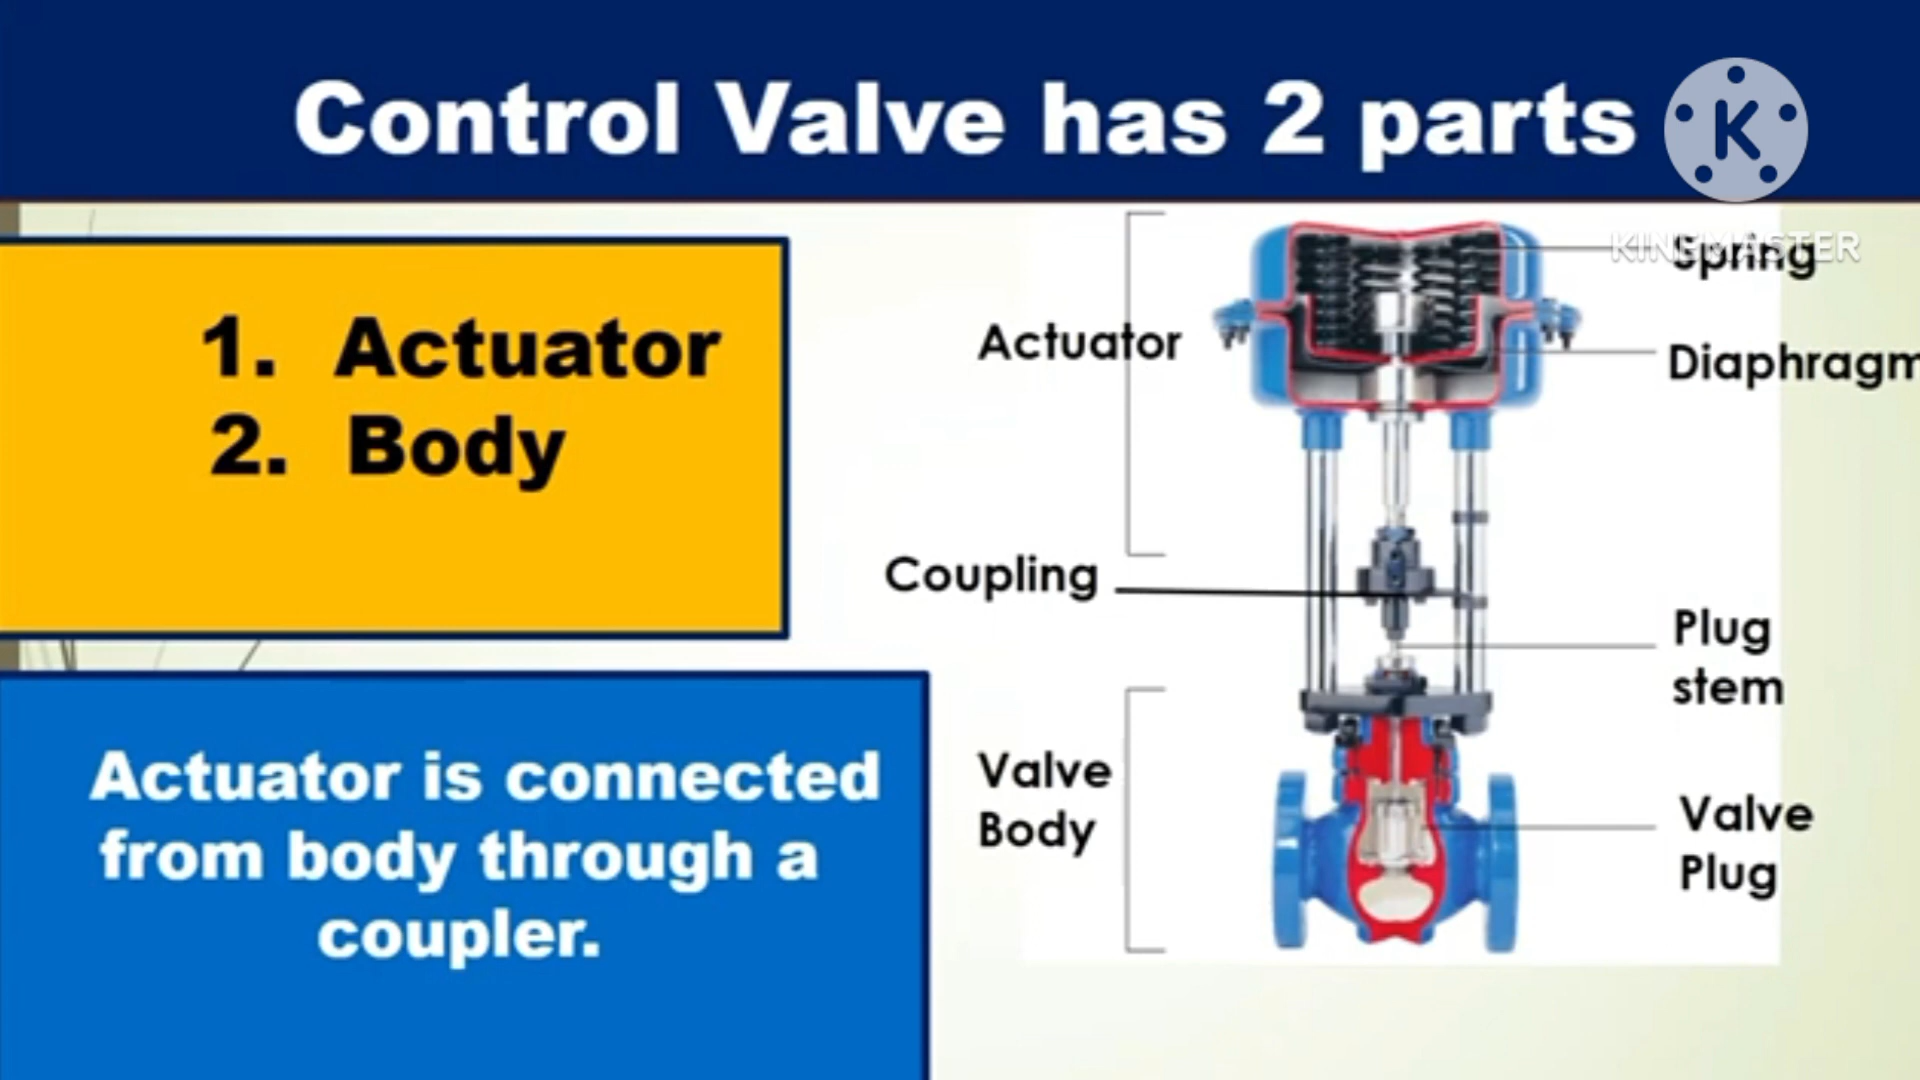 Control Valve has 2 parts
K
KINEMASTER
1. Actuator
2. Body
Actuator is connected
from body through a
coupler.
Actuator
Spring
Diaphragm
Coupling
Plug
stem
Valve
Body
Valve
Plug